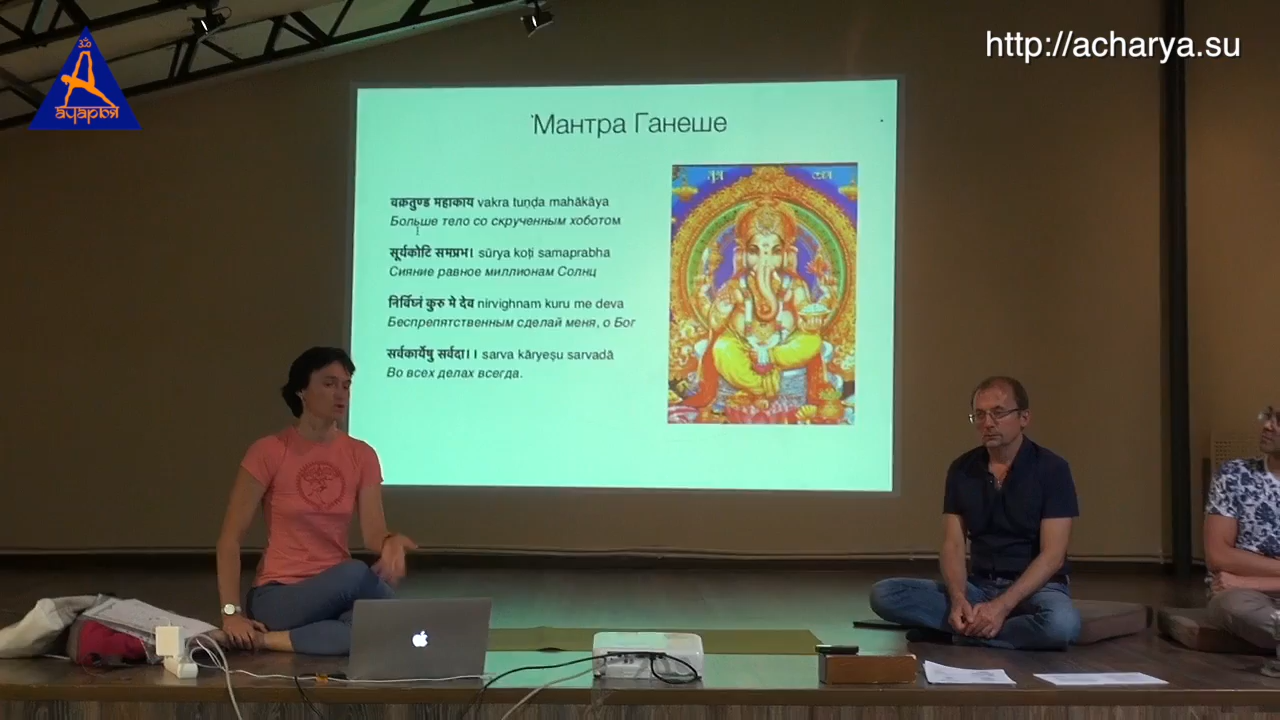 http://acharya.su
ॐ
ачарья
Мантра Ганеше
वक्रतुण्ड महाकाय vakra tuṇḍa mahākāya
Больше тело со скрученным хоботом
सूर्यकोटि समप्रभ। sūrya koṭi samaprabha
Сияние равное миллионам Солнц
निर्विघ्नं कुरु मे देव nirvighnam kuru me deva
Беспрепятственным сделай меня, о Бог
सर्वकार्येषु सर्वदा।। sarva kāryeṣu sarvadā
Во всех делах всегда.